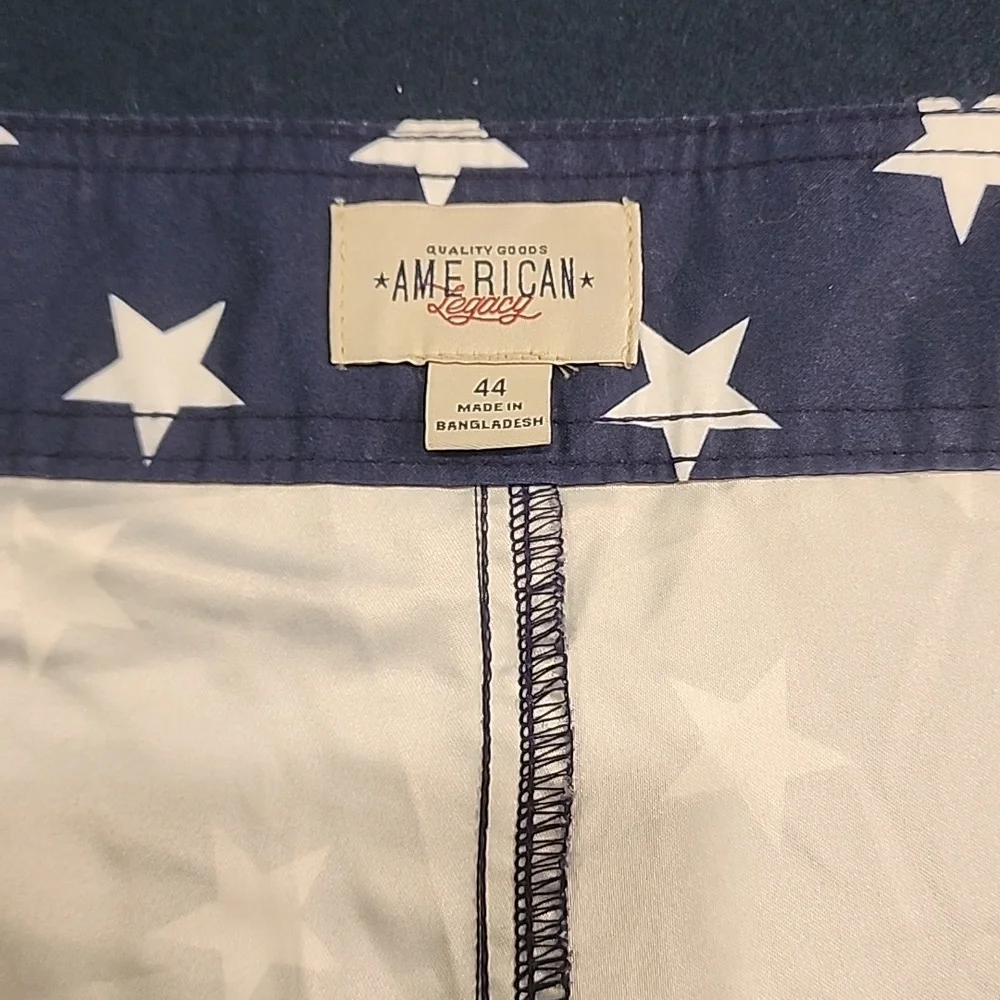 QUALITY GOODS
★AMERICAN★
Legacy
44
MADE IN
BANGLADESH